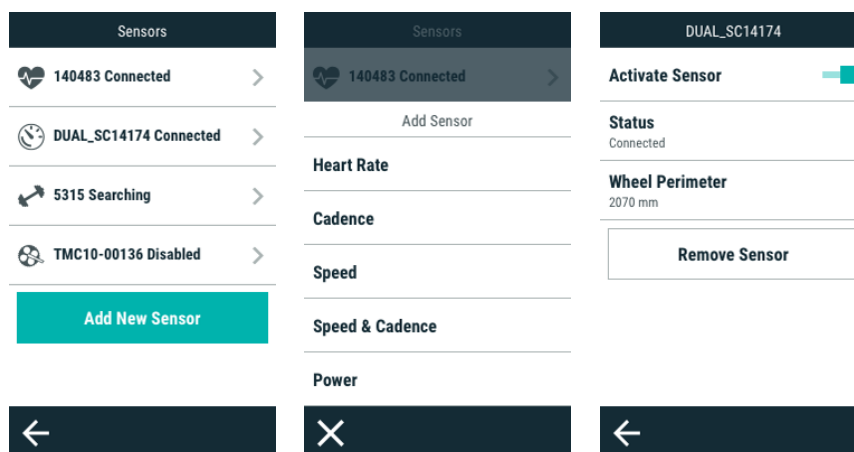 Sensors
140483 Connected
DUAL_SC14174 Connected
5315 Searching
TMC10-00136 Disabled
Add New Sensor
Sensors
140483 Connected
Add Sensor
Heart Rate
Cadence
Speed
Speed & Cadence
Power
DUAL_SC14174
Activate Sensor
Status
Connected
Wheel Perimeter
2070 mm
Remove Sensor